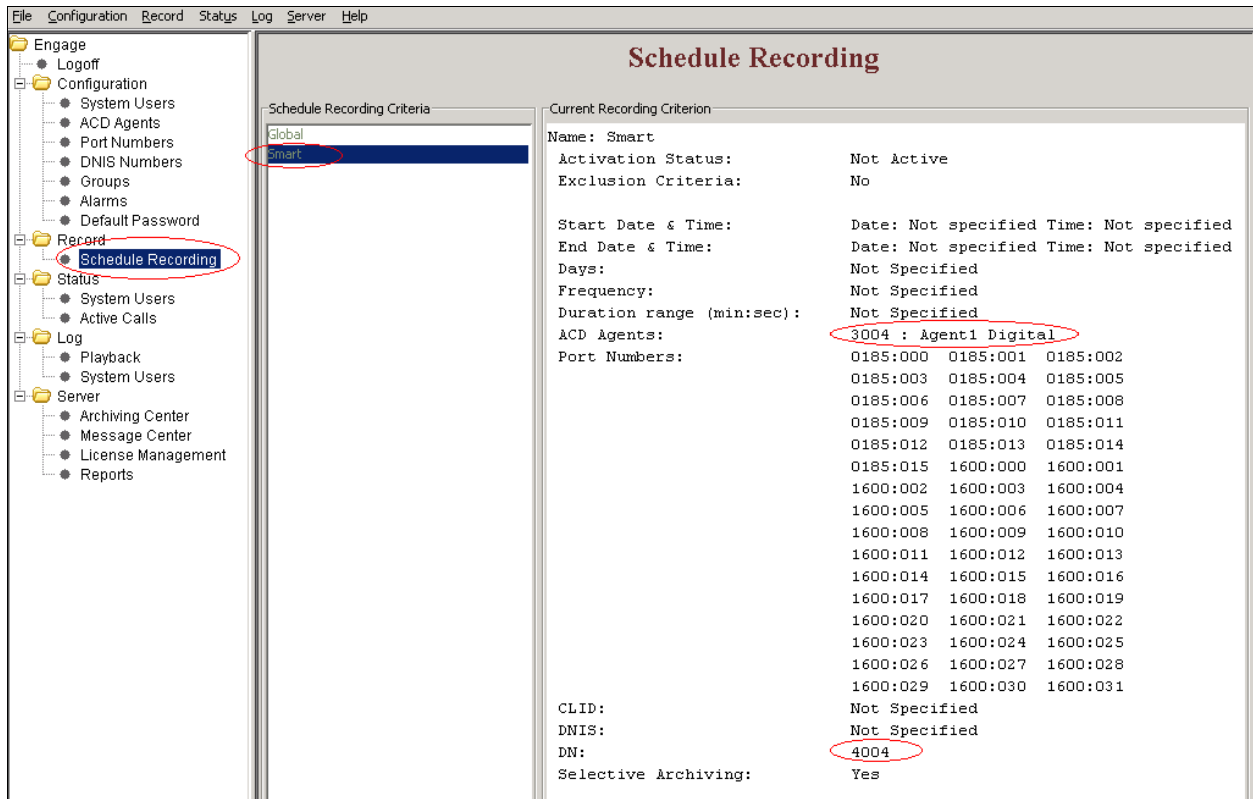 File Configuration Record Status Log Server Help
Engage
Logoff
Configuration
System Users
ACD Agents
Port Numbers
DNIS Numbers
Groups
Alarms
Default Password
Record
Schedule Recording
Status
System Users
Active Calls
Log
Playback
System Users
Server
Archiving Center
Message Center
License Management
Reports
Schedule Recording
Schedule Recording Criteria
Global
Smart
Current Recording Criterion
Name: Smart
Activation Status: Not Active
Exclusion Criteria: No
Start Date & Time: Date: Not specified Time: Not specified
End Date & Time: Date: Not specified Time: Not specified
Days: Not Specified
Frequency: Not Specified
Duration range (min:sec): Not Specified
ACD Agents: 3004 : Agent1 Digital
Port Numbers: 0185:000 0185:001 0185:002
0185:003 0185:004 0185:005
0185:006 0185:007 0185:008
0185:009 0185:010 0185:011
0185:012 0185:013 0185:014
0185:015 1600:000 1600:001
1600:002 1600:003 1600:004
1600:005 1600:006 1600:007
1600:008 1600:009 1600:010
1600:011 1600:012 1600:013
1600:014 1600:015 1600:016
1600:017 1600:018 1600:019
1600:020 1600:021 1600:022
1600:023 1600:024 1600:025
1600:026 1600:027 1600:028
1600:029 1600:030 1600:031
CLID: Not Specified
DNIS: Not Specified
DN: 4004
Selective Archiving: Yes